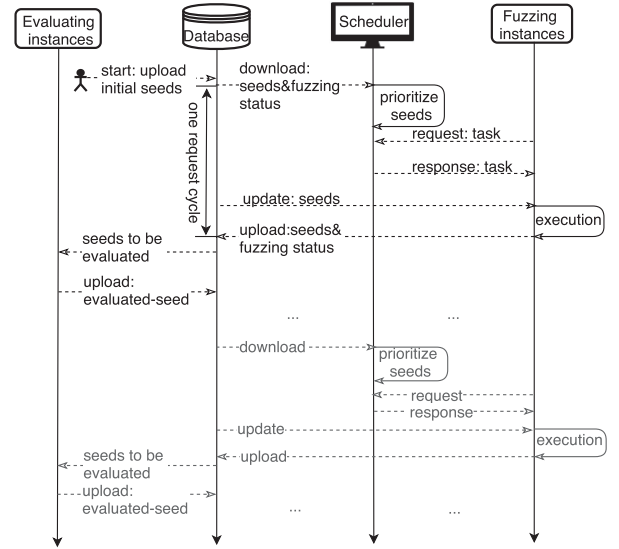 Evaluating
instances
Database
Scheduler
Fuzzing
instances
start: upload
initial seeds
download:
seeds&fuzzing
status
prioritize
seeds
one request cycle
request: task
response: task
update: seeds
execution
upload:seeds&
fuzzing status
seeds to be
evaluated
upload:
evaluated-seed
...
...
download
prioritize
seeds
request
response
update
execution
upload
seeds to be
evaluated
upload:
evaluated-seed
...
...